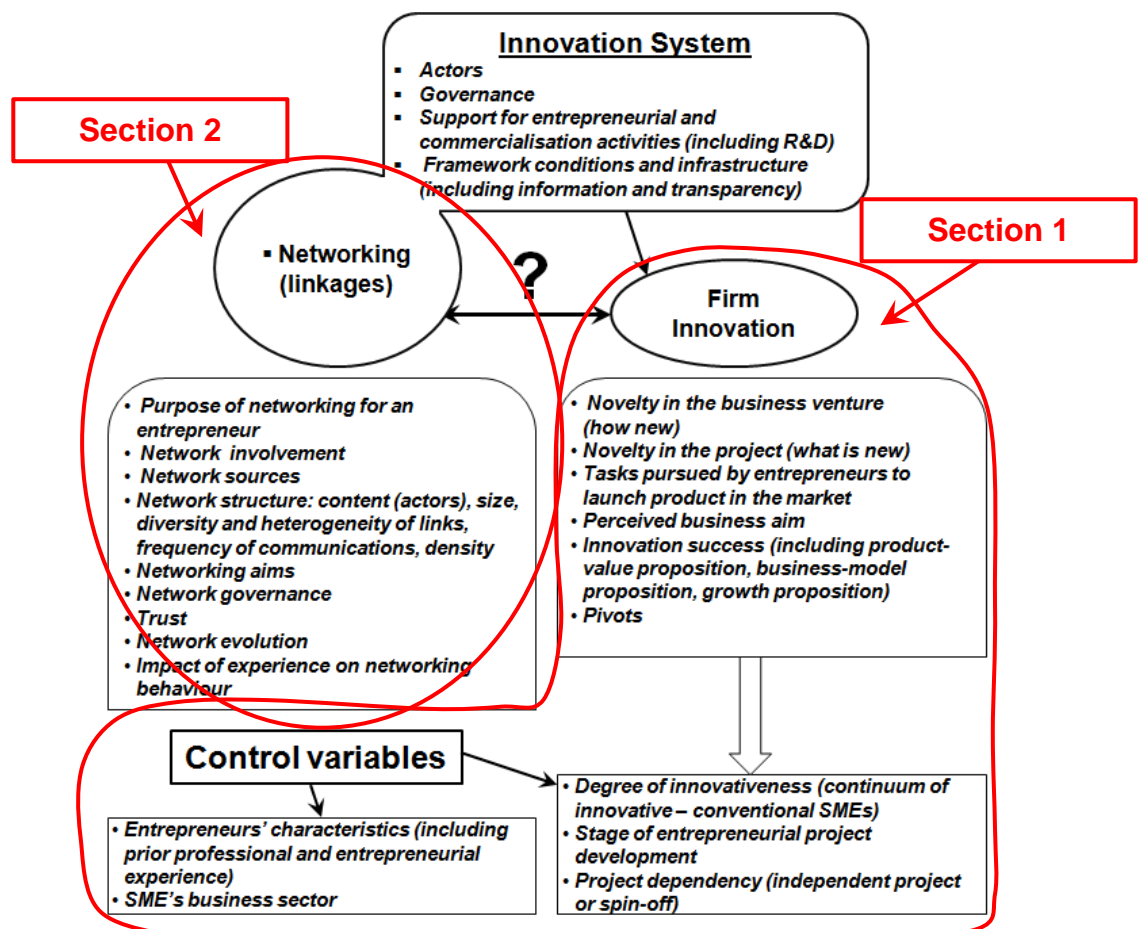 Innovation System
▪ Actors
▪ Governance
▪ Support for entrepreneurial and
commercialisation activities (including R&D)
▪ Framework conditions and infrastructure
(including information and transparency)
Section 2
Section 1
▪ Networking
(linkages)
?
Firm
Innovation
• Purpose of networking for an
entrepreneur
• Network involvement
• Network sources
• Network structure: content (actors), size,
diversity and heterogeneity of links,
frequency of communications, density
• Networking aims
• Network governance
• Trust
• Network evolution
• Impact of experience on networking
behaviour
• Novelty in the business venture
(how new)
• Novelty in the project (what is new)
• Tasks pursued by entrepreneurs to
launch product in the market
• Perceived business aim
• Innovation success (including product-
value proposition, business-model
proposition, growth proposition)
• Pivots
Control variables
• Entrepreneurs’ characteristics (including
prior professional and entrepreneurial
experience)
• SME’s business sector
• Degree of innovativeness (continuum of
innovative – conventional SMEs)
• Stage of entrepreneurial project
development
• Project dependency (independent project
or spin-off)